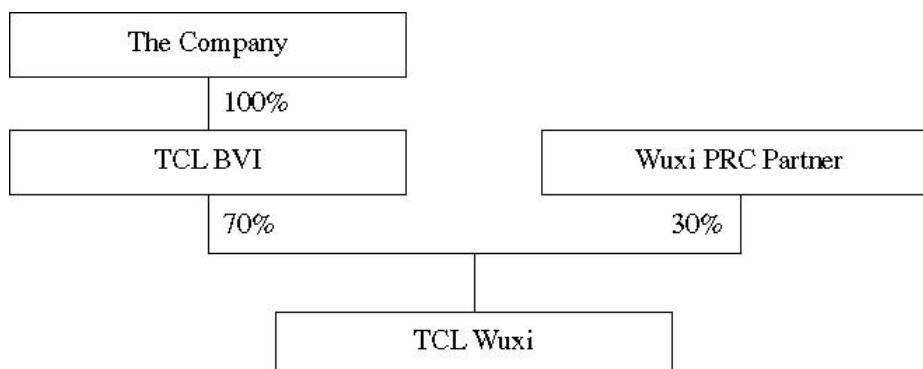 The Company
100%
TCL BVI
Wuxi PRC Partner
70%
30%
TCL Wuxi